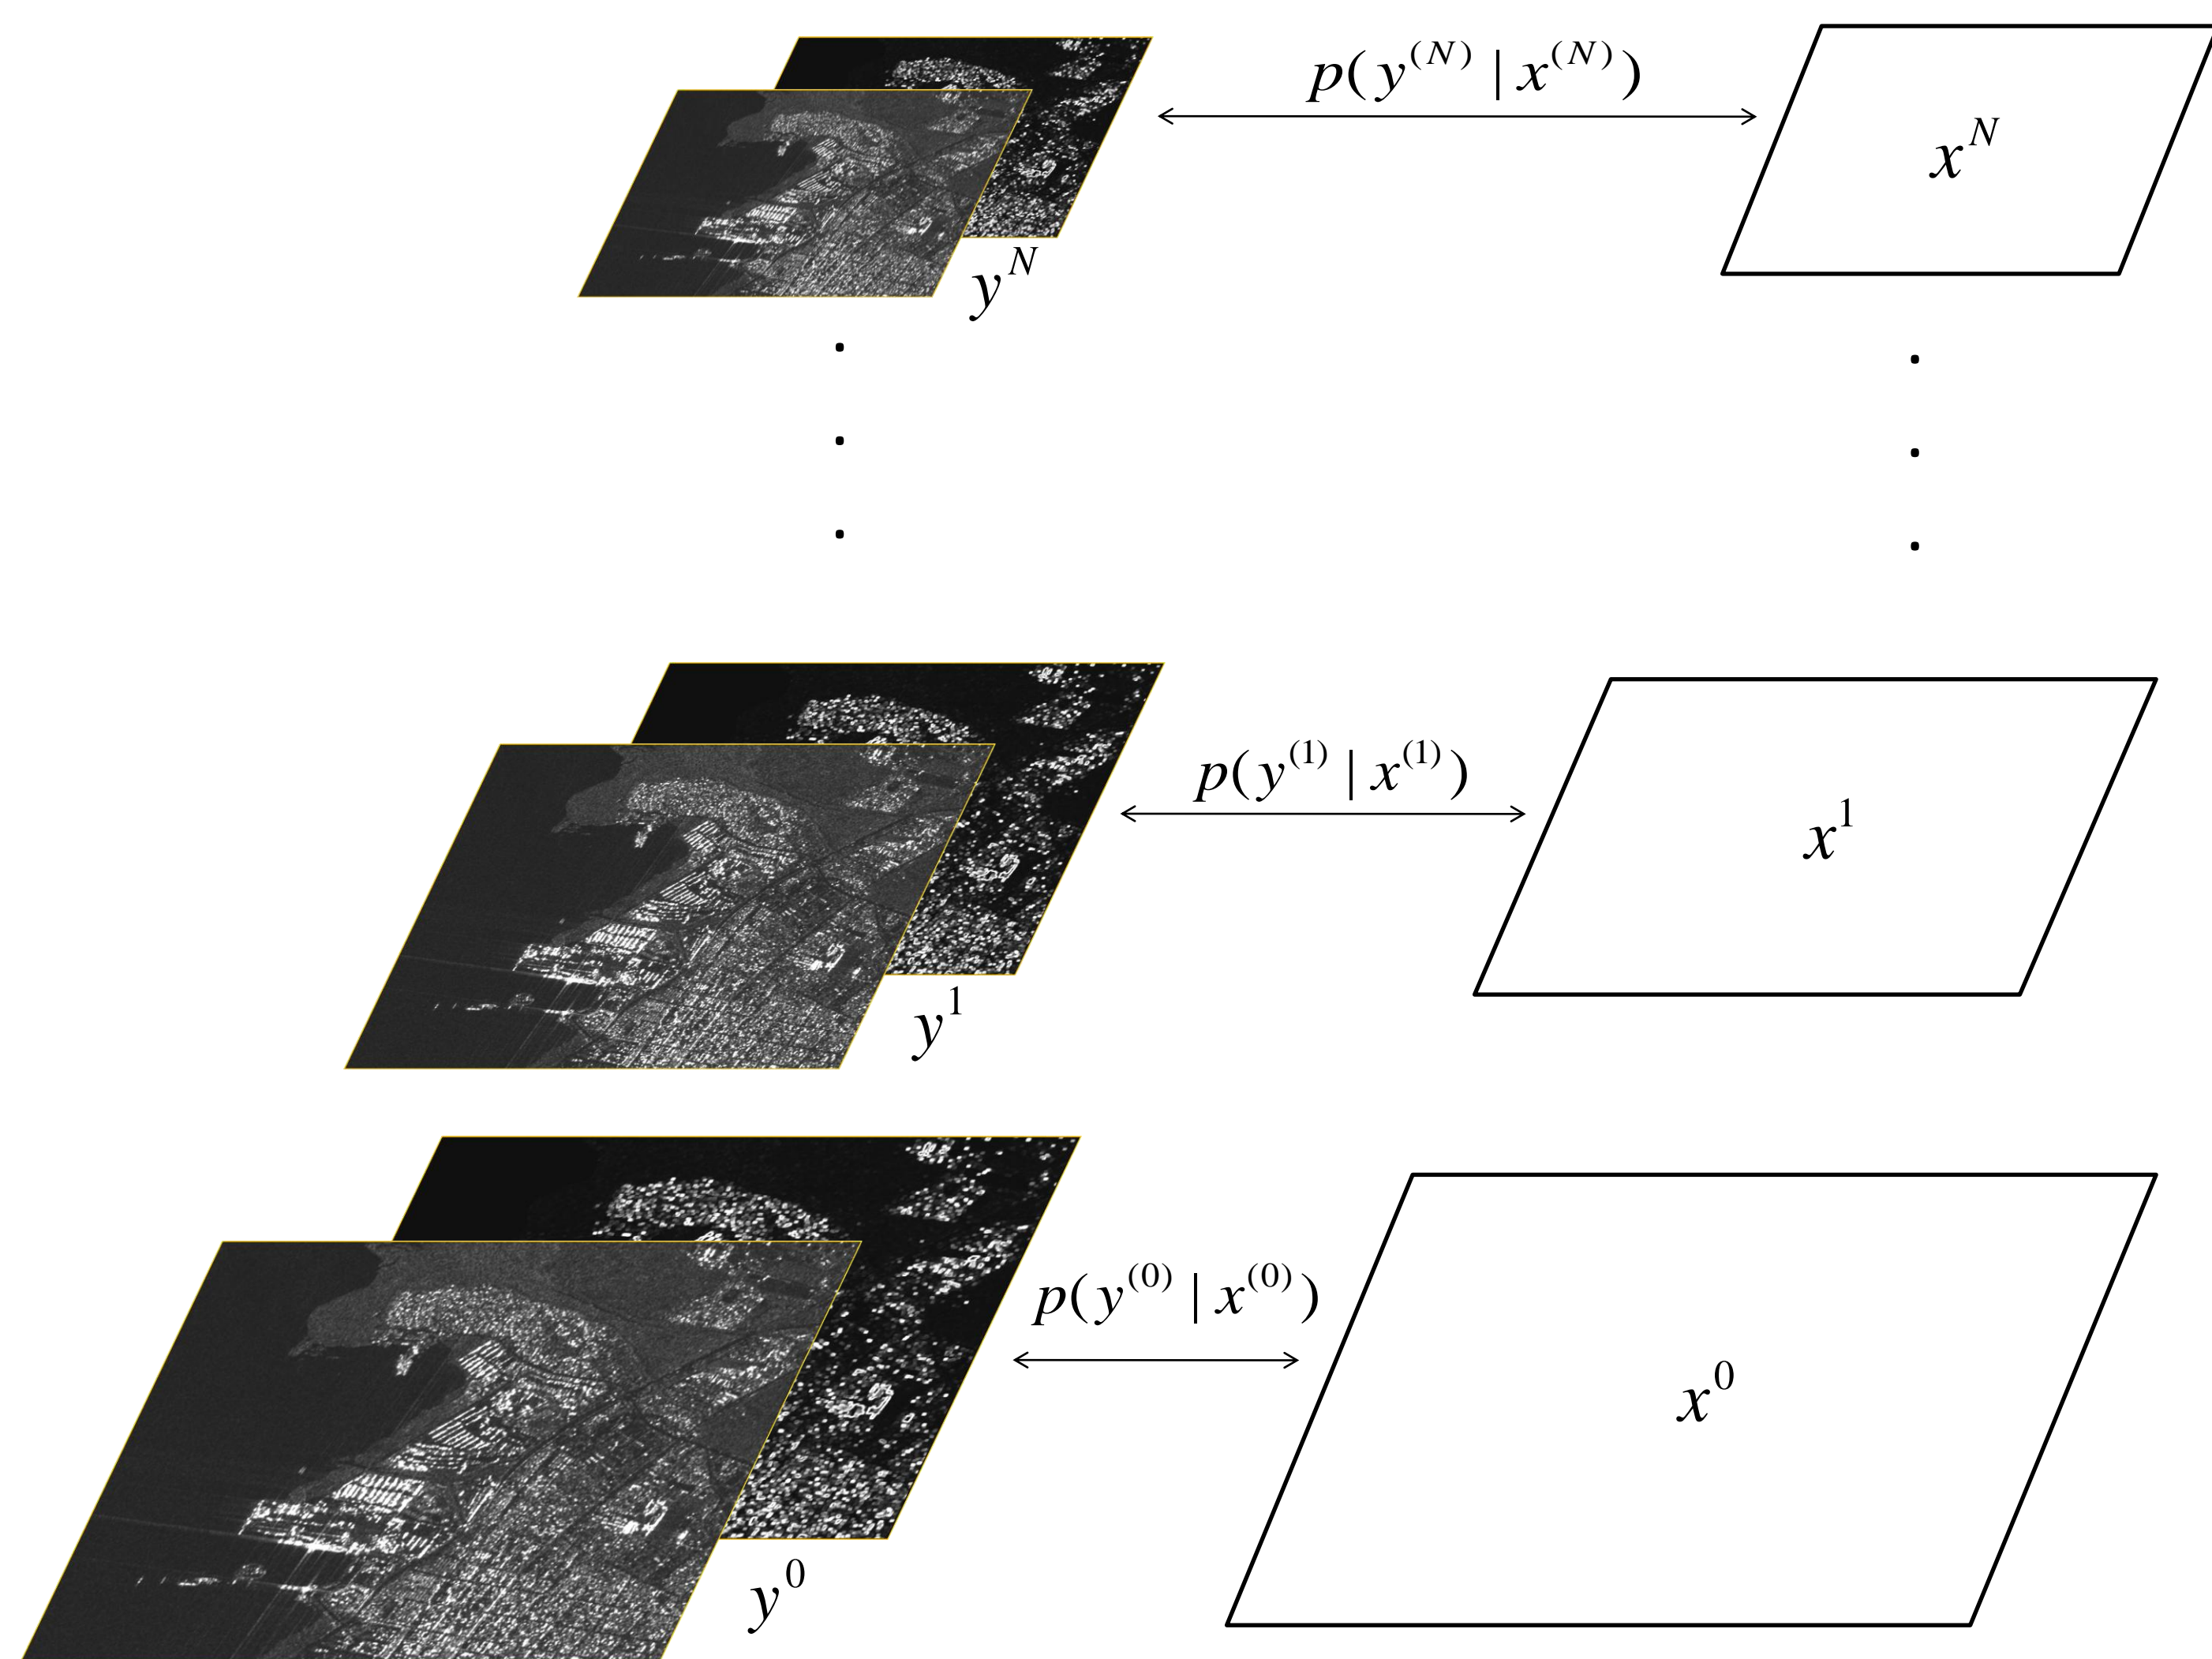 p(y^(N) | x^(N))
x^N
y^N
p(y^(1) | x^(1))
x^1
y^1
p(y^(0) | x^(0))
x^0
y^0